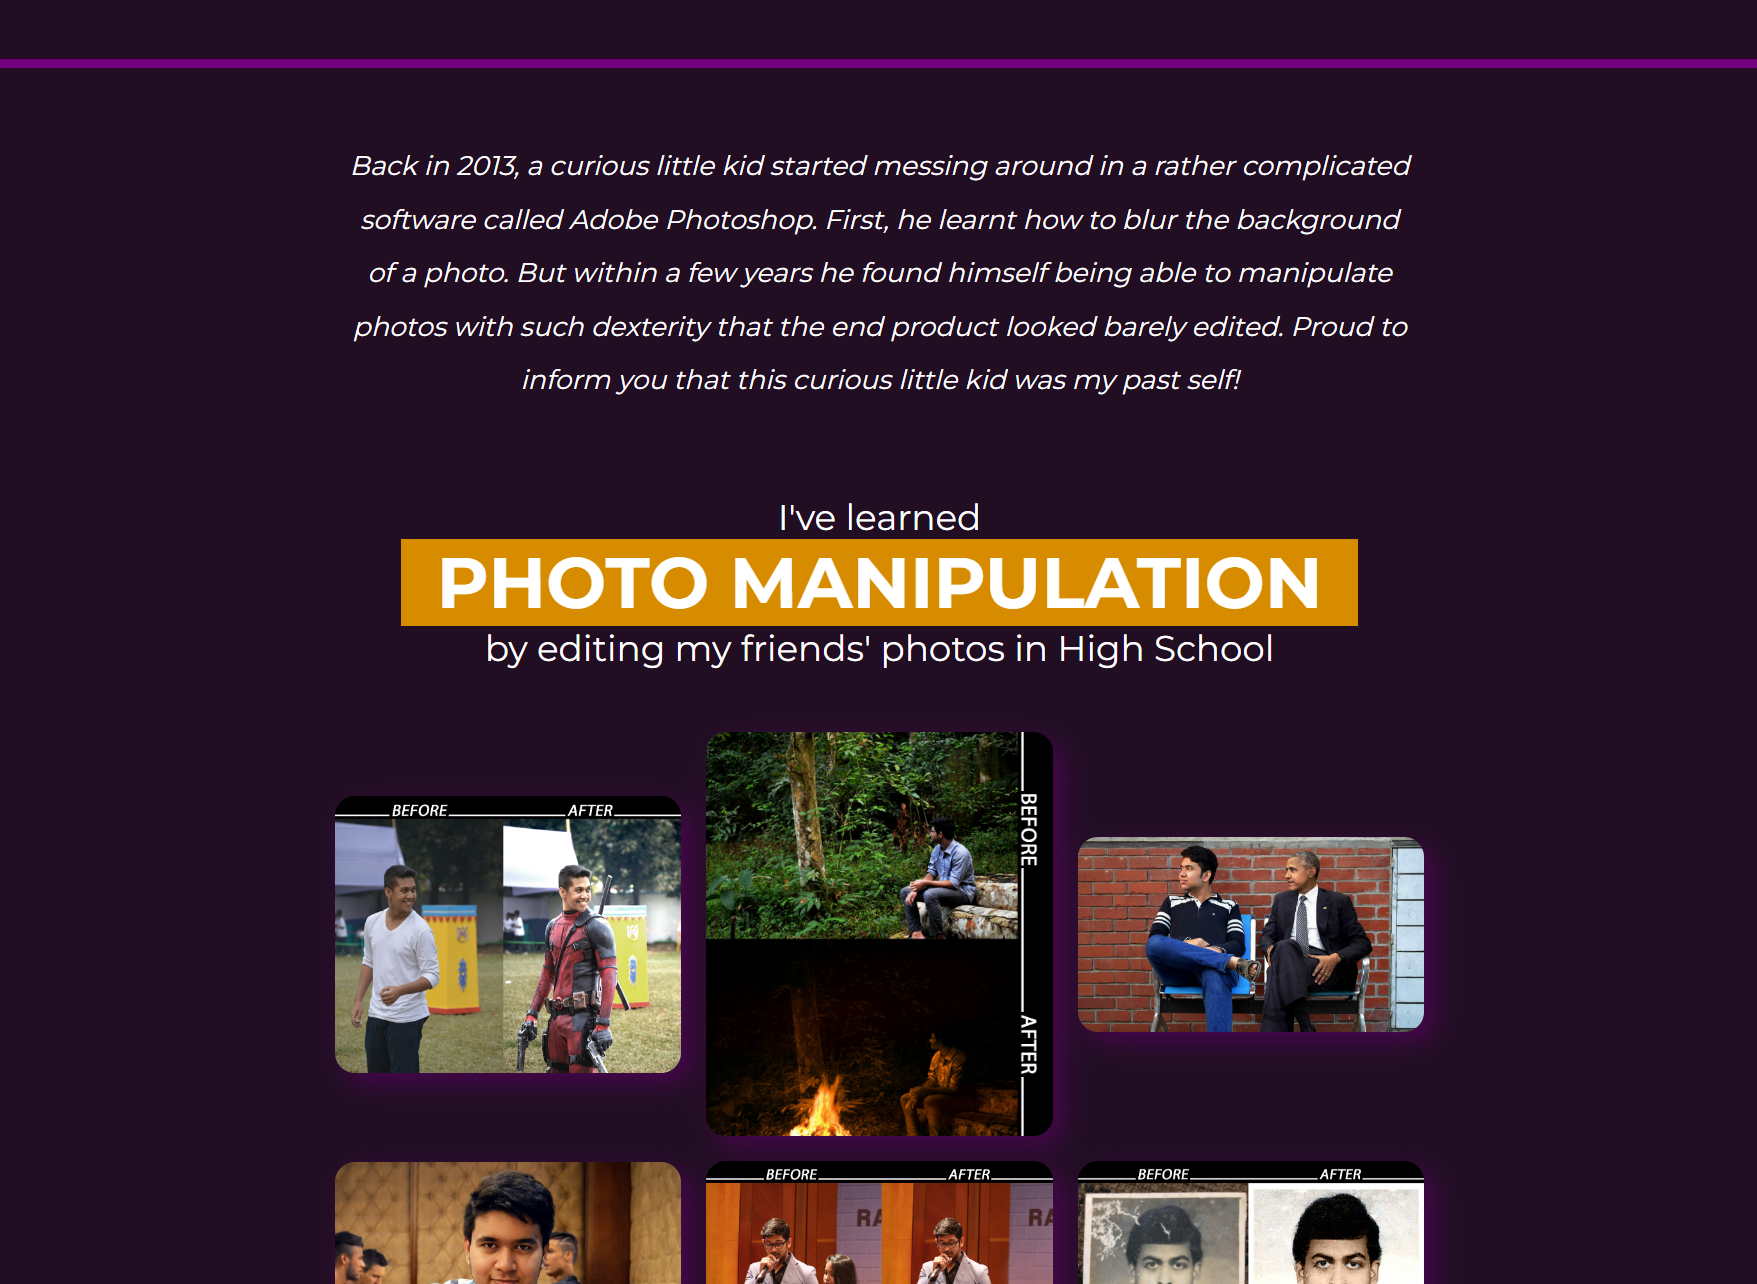 Back in 2013, a curious little kid started messing around in a rather complicated
software called Adobe Photoshop. First, he learnt how to blur the background
of a photo. But within a few years he found himself being able to manipulate
photos with such dexterity that the end product looked barely edited. Proud to
inform you that this curious little kid was my past self!
I've learned
PHOTO MANIPULATION
by editing my friends' photos in High School
BEFORE AFTER
BEFORE
AFTER
BEFORE AFTER
RA RA
BEFORE AFTER